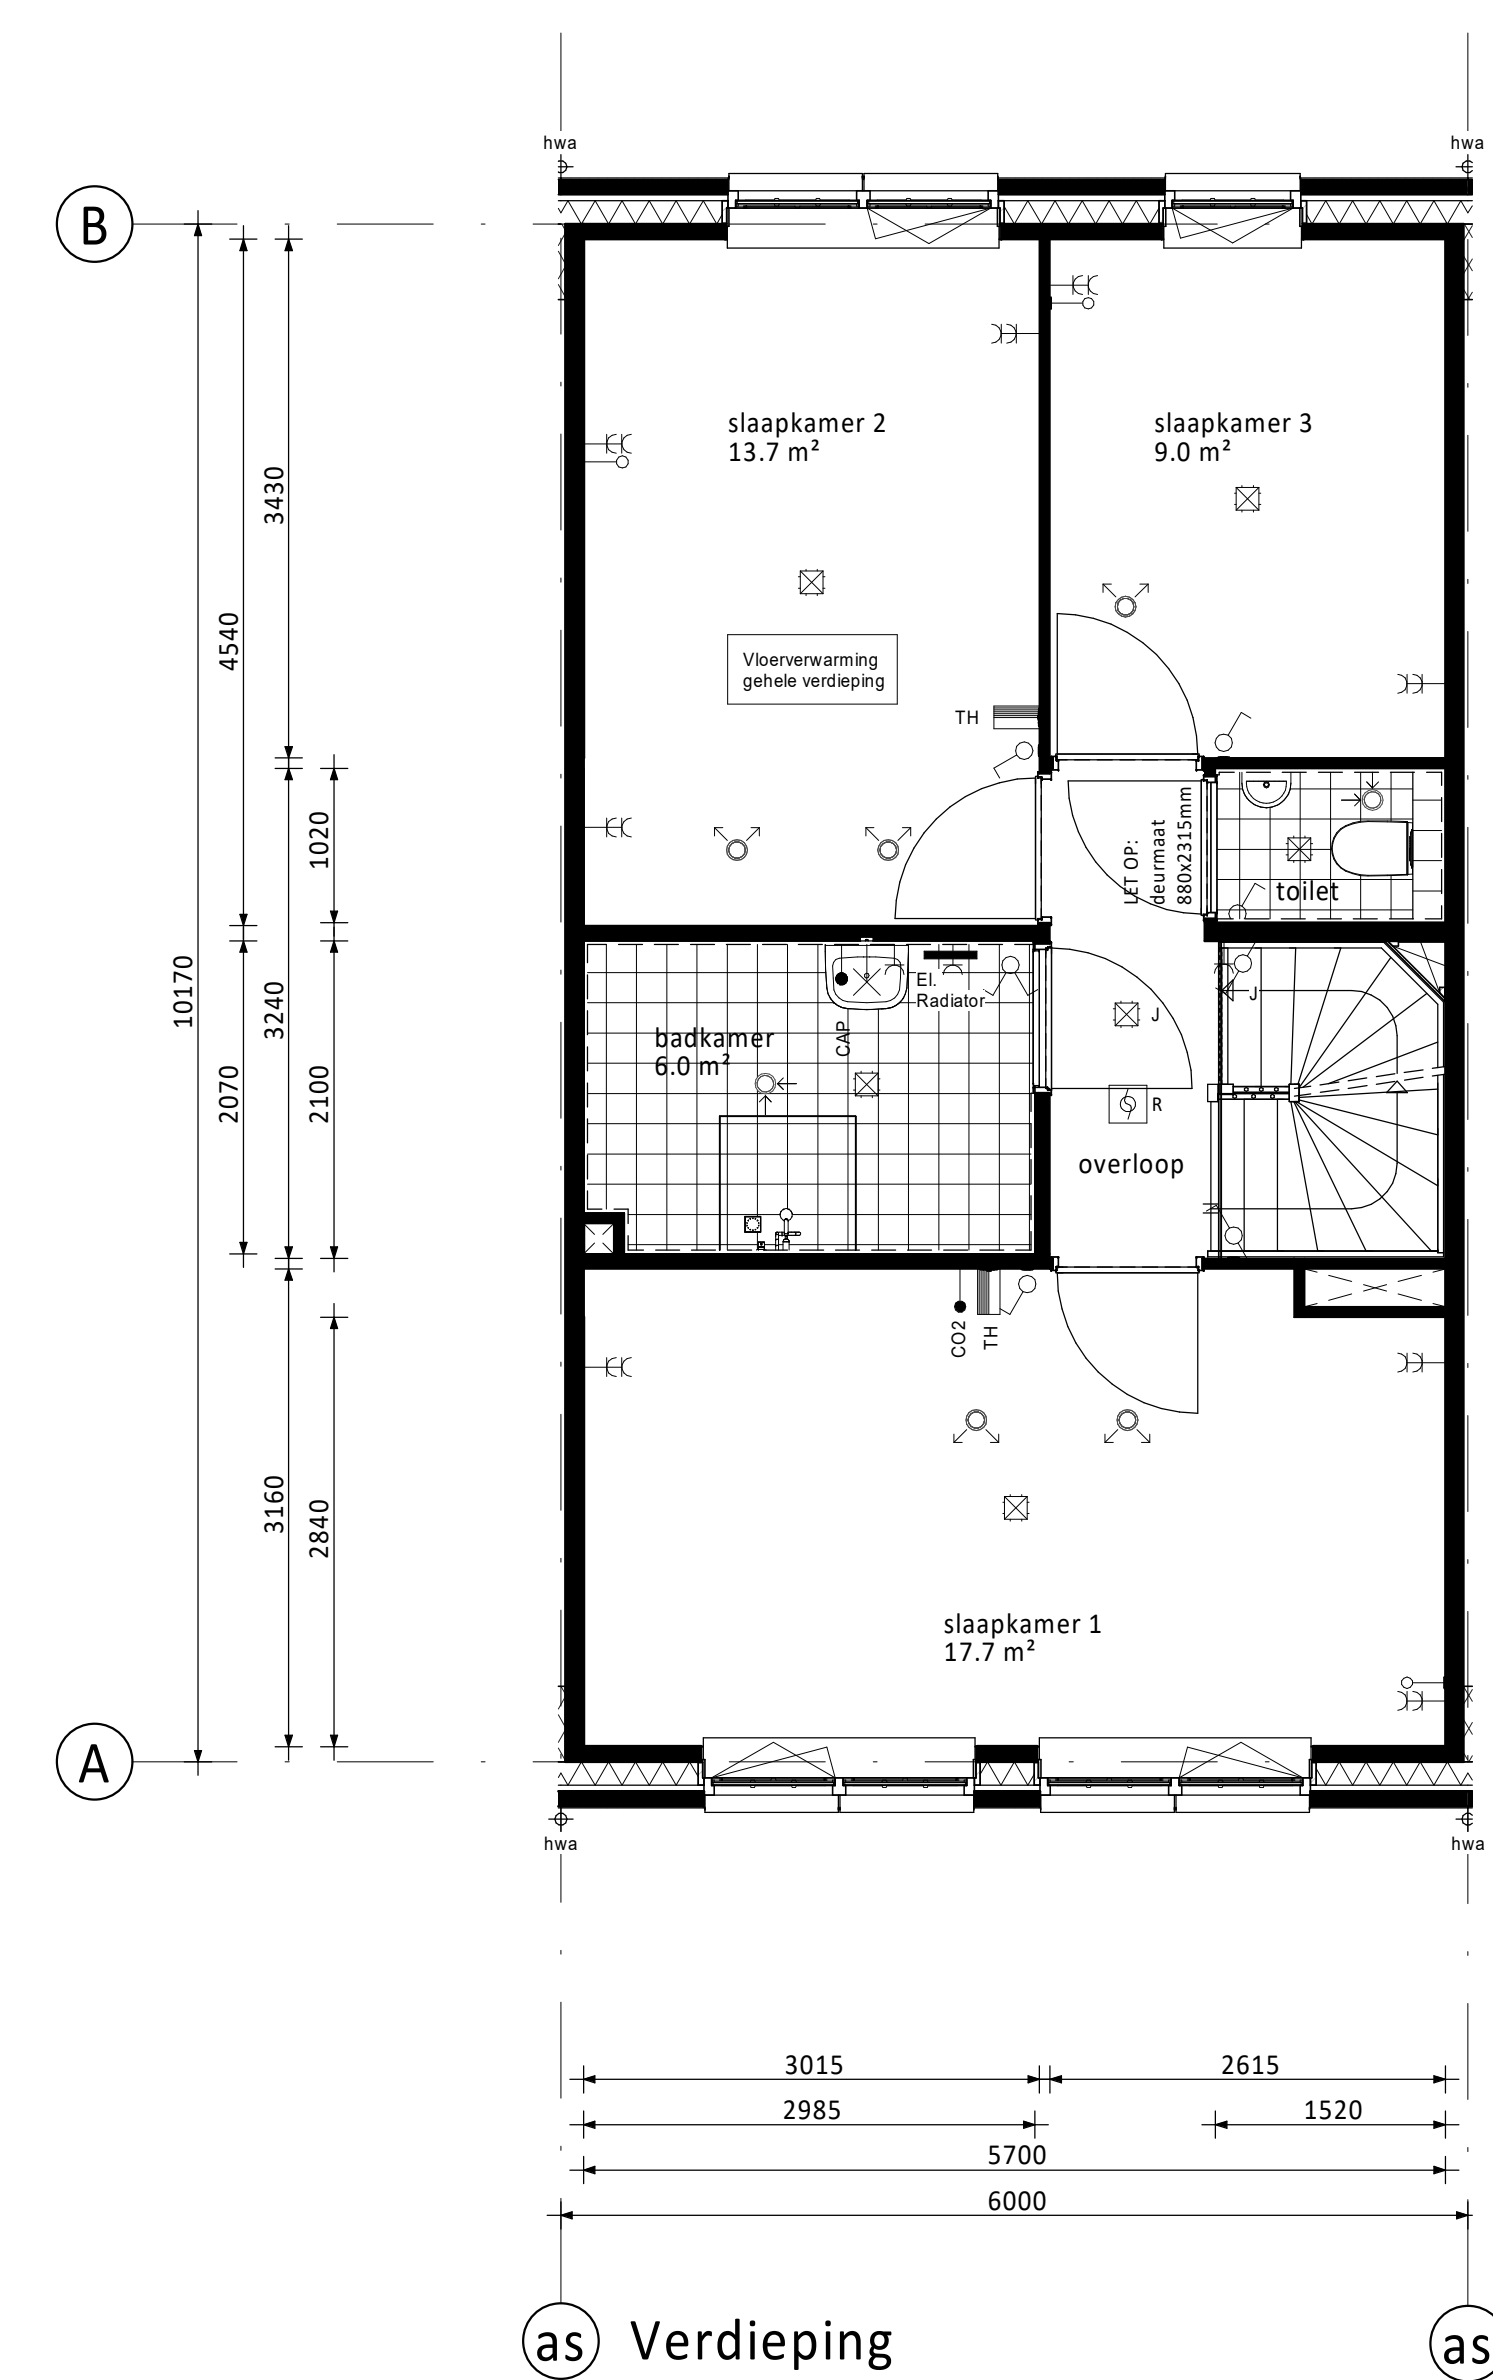 hwa
hwa
B
slaapkamer 2
13.7 m²
slaapkamer 3
9.0 m²
3430
4540
Vloerverwarming
gehele verdieping
TH
1020
LET OP:
deurmaat
880x2315mm
toilet
10170
3240
2070
2100
El.
Radiator
CAP
badkamer
6.0 m²
J
J
R
overloop
CO2
TH
3160
2840
slaapkamer 1
17.7 m²
A
hwa
hwa
3015
2615
2985
1520
5700
6000
as
Verdieping
as